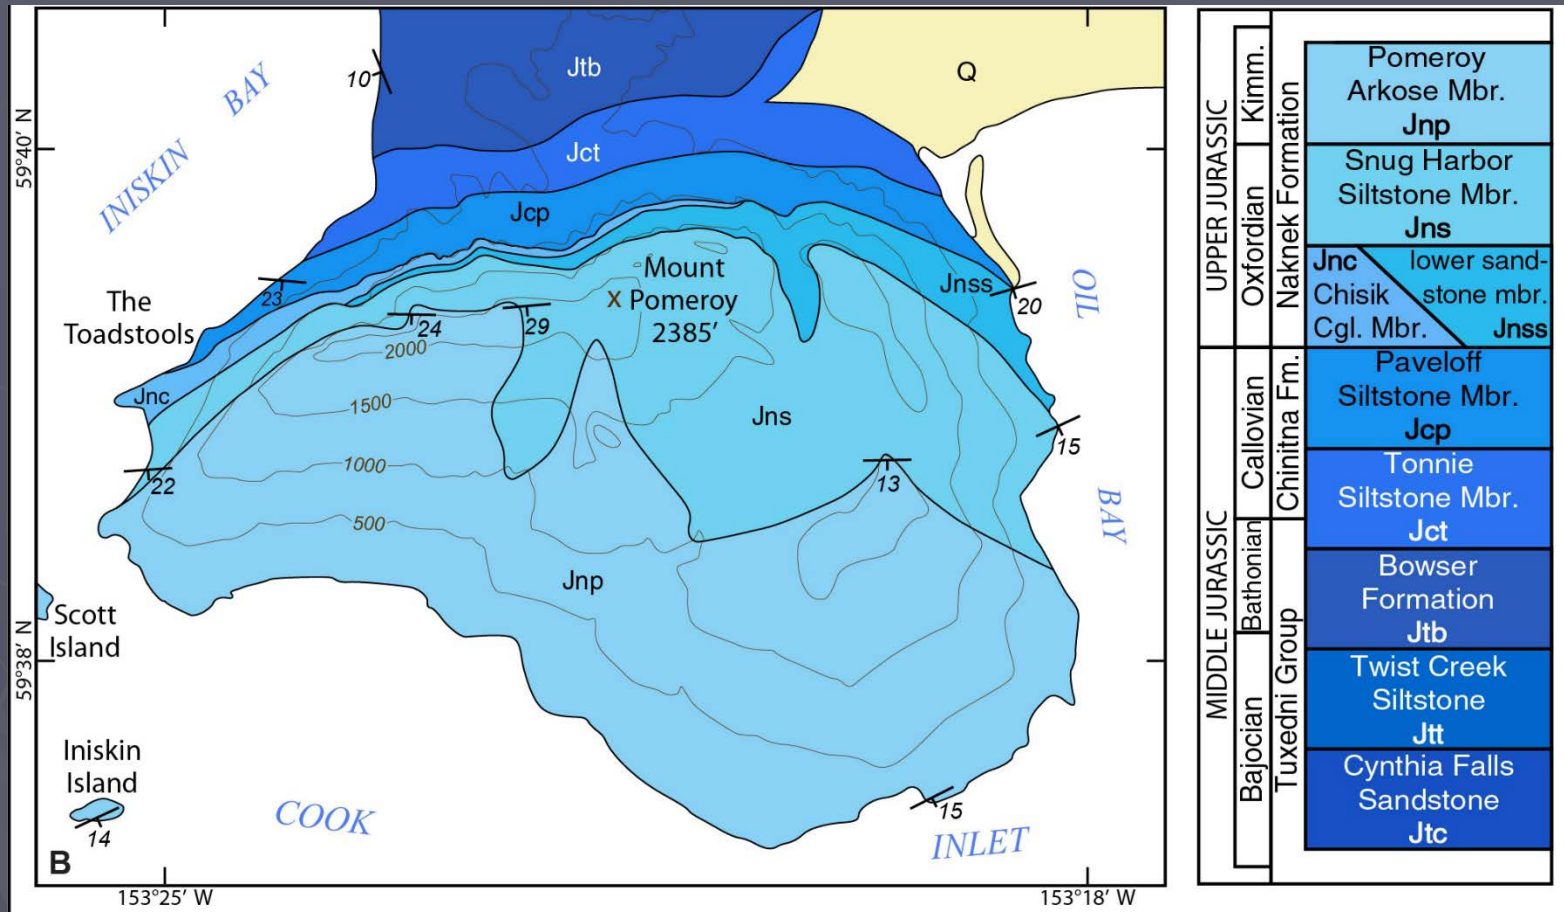 Jtb
Q
10
INISKIN BAY
59°40′ N
Jct
Jcp
Mount
X Pomeroy
2385′
Jnss
OIL
BAY
20
23
The
Toadstools
24
29
2000
Jnc
1500
Jns
15
1000
22
13
500
Jnp
Scott
Island
59°38′ N
Iniskin
Island
14
COOK
INLET
15
B
153°25′ W
153°18′ W
UPPER JURASSIC
MIDDLE JURASSIC
Kimm.
Oxfordian
Callovian
Bathonian
Bajocian
Naknek Formation
Chinitna Fm.
Tuxedni Group
Pomeroy
Arkose Mbr.
Jnp
Snug Harbor
Siltstone Mbr.
Jns
Jnc
Chisik
Cgl. Mbr.
lower sand-
stone mbr.
Jnss
Paveloff
Siltstone Mbr.
Jcp
Tonnie
Siltstone Mbr.
Jct
Bowser
Formation
Jtb
Twist Creek
Siltstone
Jtt
Cynthia Falls
Sandstone
Jtc